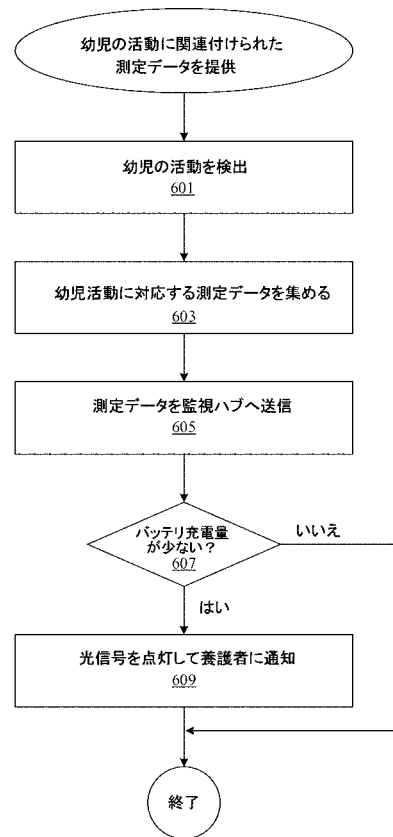 幼児の活動に関連付けられた
測定データを提供
幼児の活動を検出
601
幼児活動に対応する測定データを集める
603
測定データを監視ハブへ送信
605
バッテリ充電量
が少ない?
607
いいえ
はい
光信号を点灯して養護者に通知
609
終了